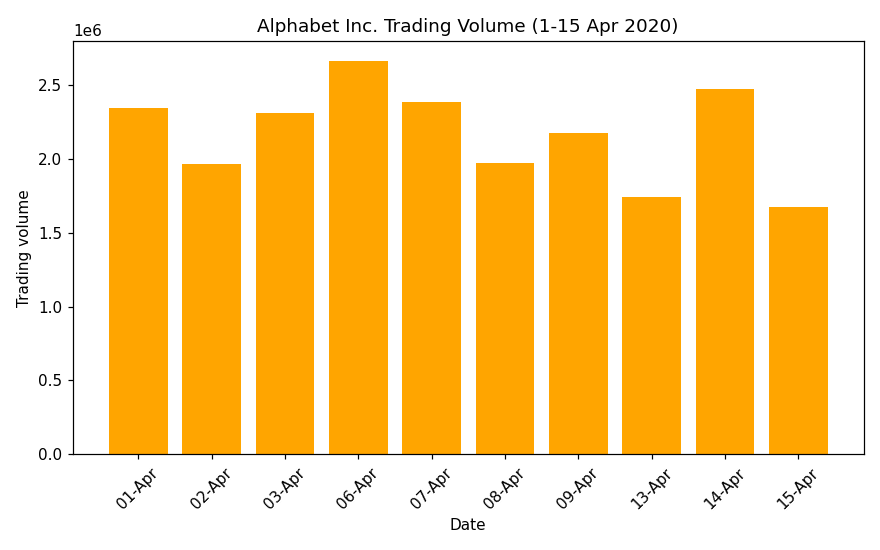 Alphabet Inc. Trading Volume (1-15 Apr 2020)
1e6
2.5
2.0
1.5
1.0
0.5
0.0
Trading volume
01-Apr
02-Apr
03-Apr
06-Apr
07-Apr
08-Apr
09-Apr
13-Apr
14-Apr
15-Apr
Date